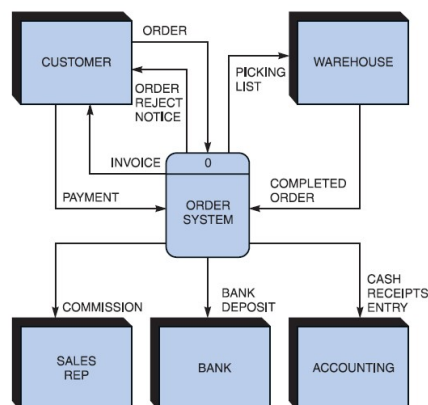 ORDER
CUSTOMER
WAREHOUSE
ORDER
REJECT
NOTICE
PICKING
LIST
INVOICE
0
PAYMENT
ORDER
SYSTEM
COMPLETED
ORDER
COMMISSION
BANK
DEPOSIT
CASH
RECEIPTS
ENTRY
SALES
REP
BANK
ACCOUNTING